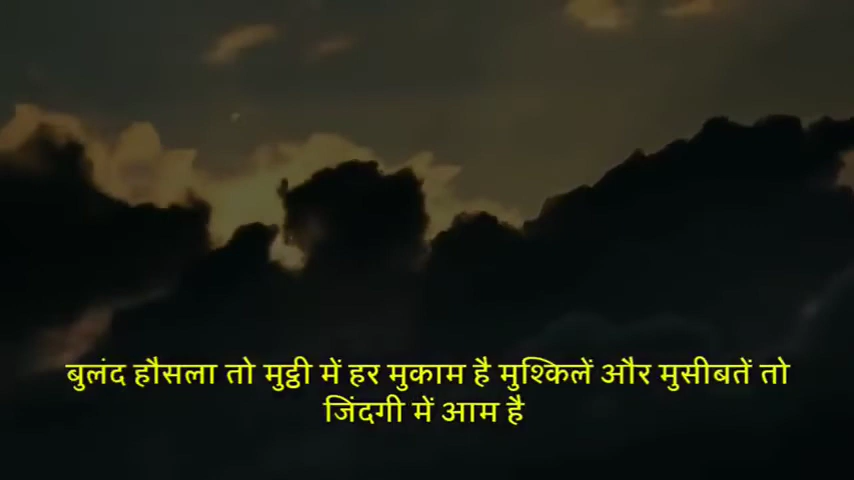 बुलंद हौसला तो मुट्ठी में हर मुकाम है मुश्किलें और मुसीबतें तो
जिंदगी में आम है